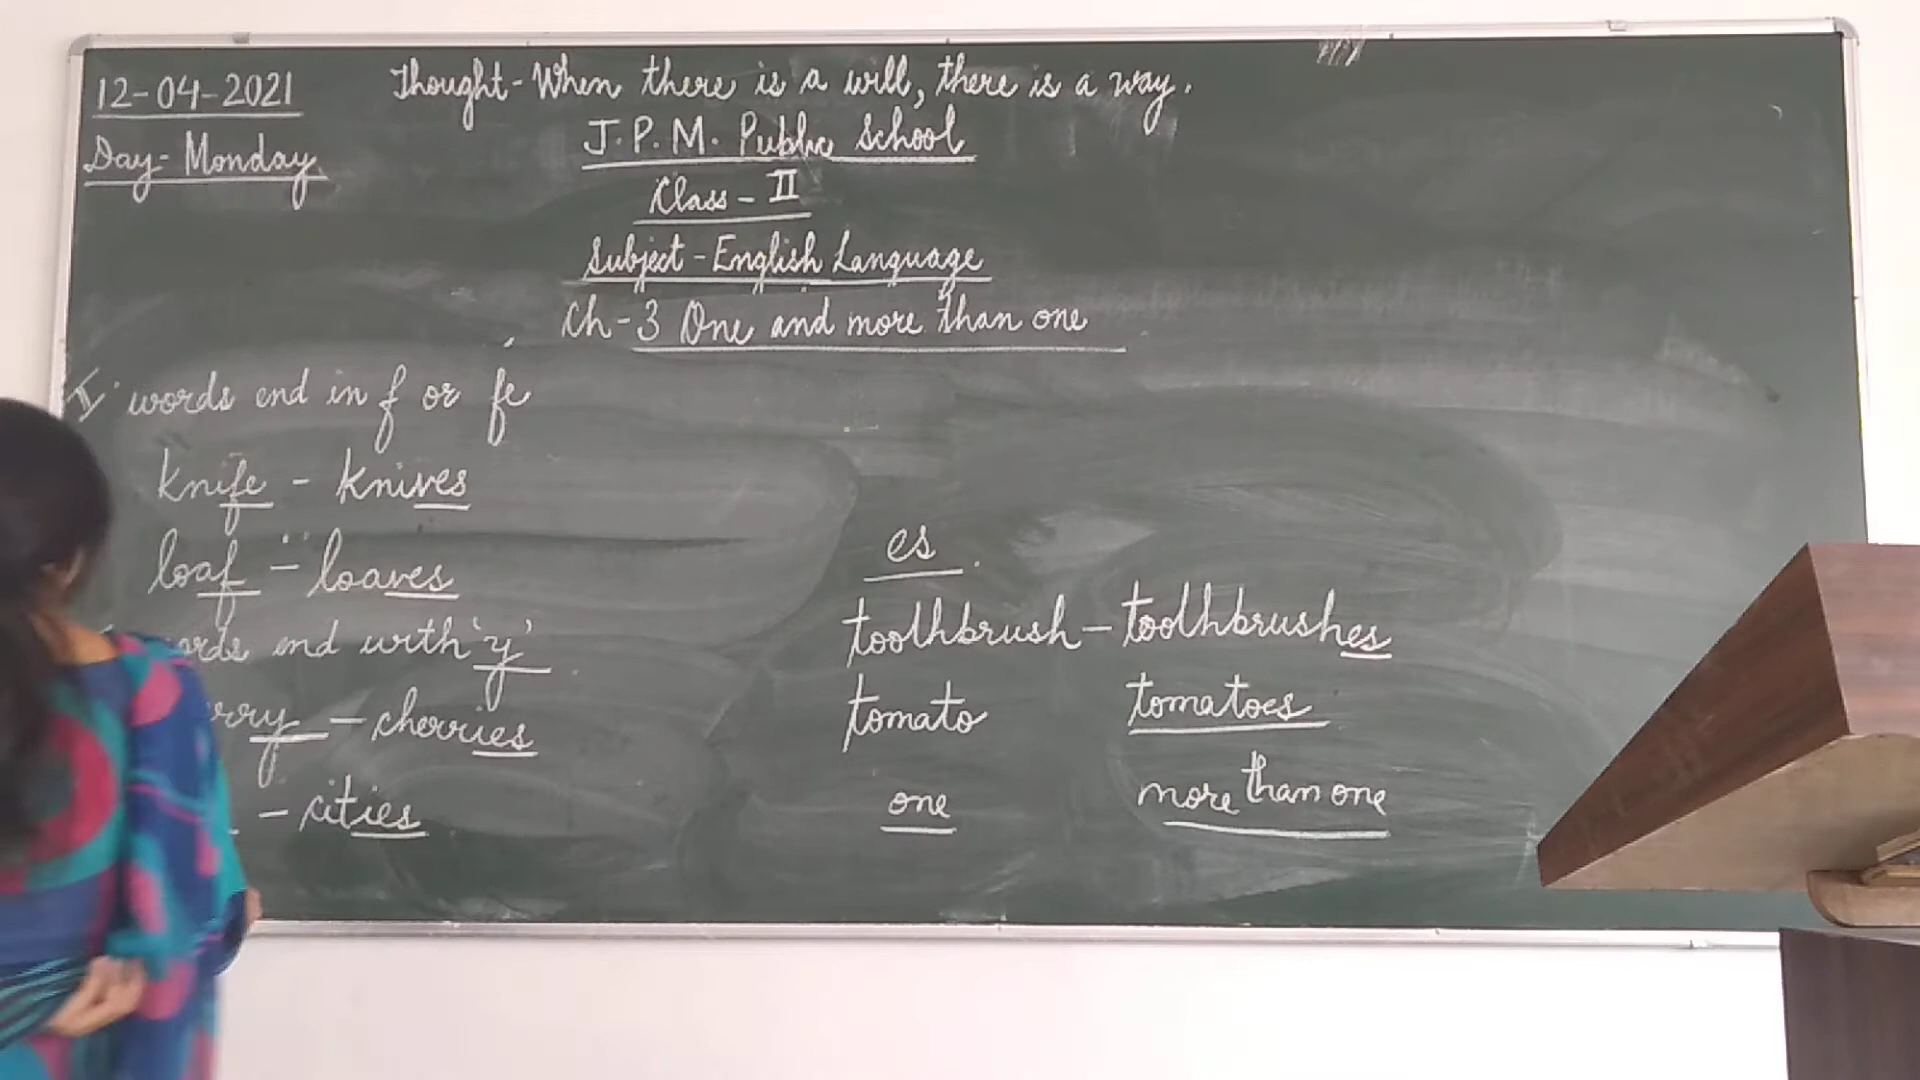 12-04-2021
Thought - When there is a will, there is a way.
Day - Monday.
J.P.M. Public School
Class - II
Subject - English Language
Ch-3 One and more than one
I words end in f or fe
knife - knives
loaf - loaves
end with 'y'
- cherries
- cities
es
toothbrush - toothbrushes
tomato tomatoes
one more than one